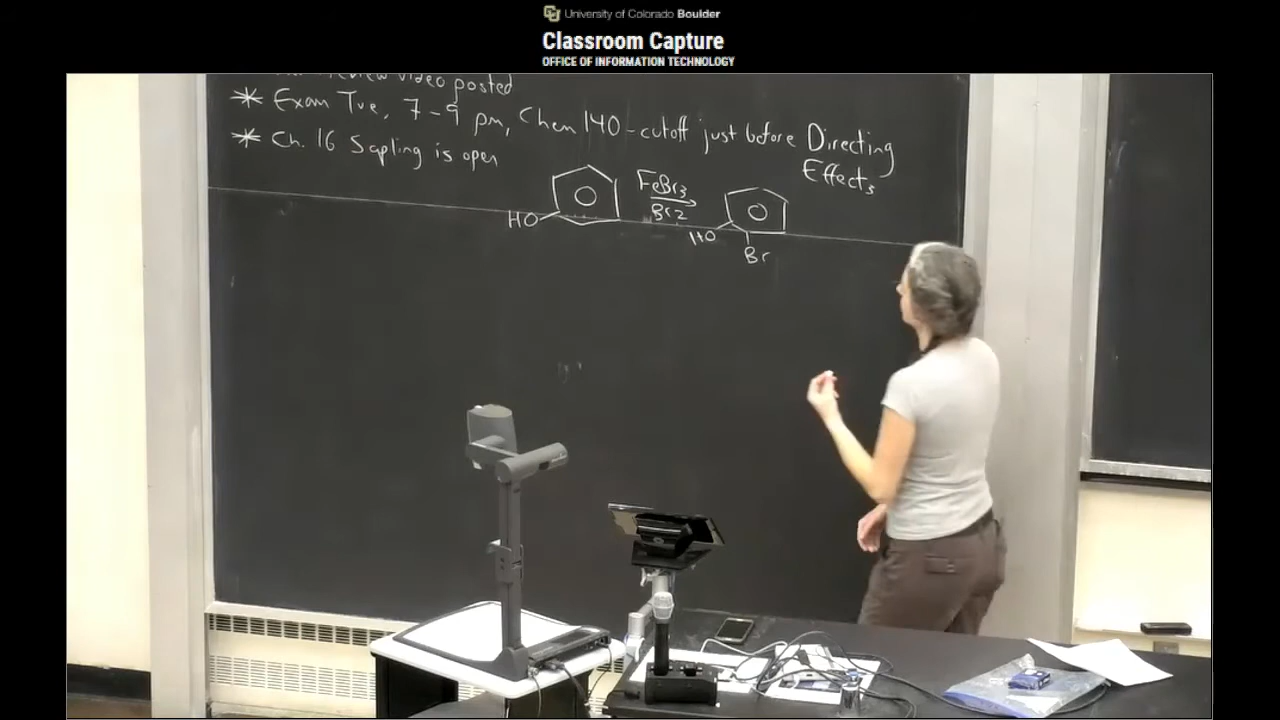 University of Colorado Boulder
Classroom Capture
OFFICE OF INFORMATION TECHNOLOGY
review video posted
* Exam Tue, 7-9 pm, Chem 140 - cutoff just before Directing Effects
* Ch. 16 Sapling is open
HO
FeBr3
Br2
HO
Br